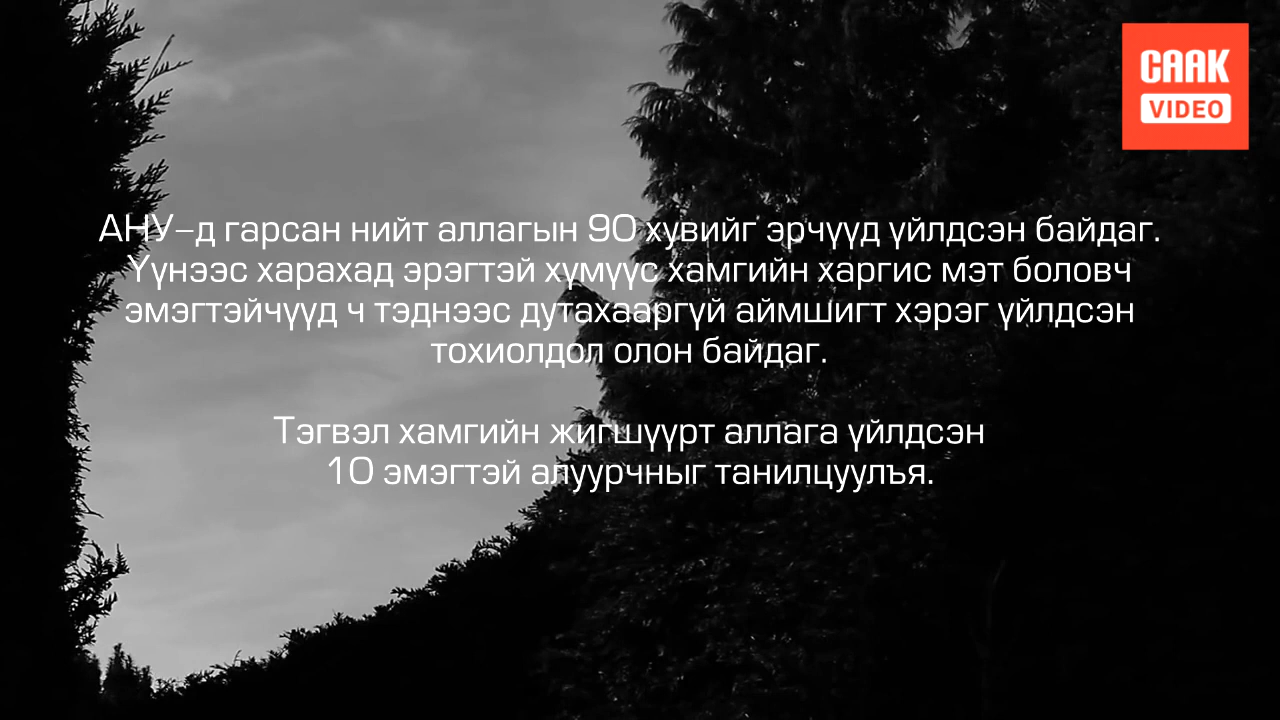 CAAK
VIDEO
АНУ-д гарсан нийт аллагын 90 хувийг эрчүүд үйлдсэн байдаг.
Үүнээс харахад эрэгтэй хүмүүс хамгийн харгис мэт боловч
эмэгтэйчүүд ч тэднээс дутахааргүй аймшигт хэрэг үйлдсэн
тохиолдол олон байдаг.
Тэгвэл хамгийн жигшүүрт аллага үйлдсэн
10 эмэгтэй алуурчныг танилцуулъя.